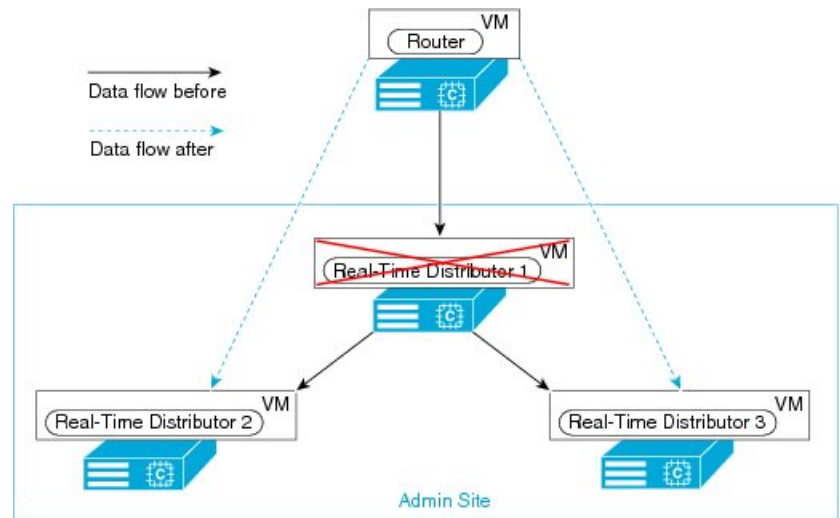 VM
Router
Data flow before
Data flow after
VM
Real-Time Distributor 1
VM
Real-Time Distributor 2
VM
Real-Time Distributor 3
C
C
C
C
Admin Site